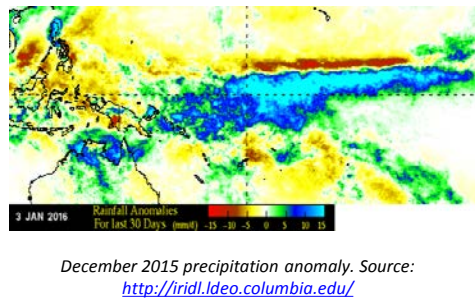 3 JAN 2016
Rainfall Anomalies
For last 30 Days (mm/d)
-15 -10 -5 0 5 10 15
December 2015 precipitation anomaly. Source:
http://iridl.ldeo.columbia.edu/